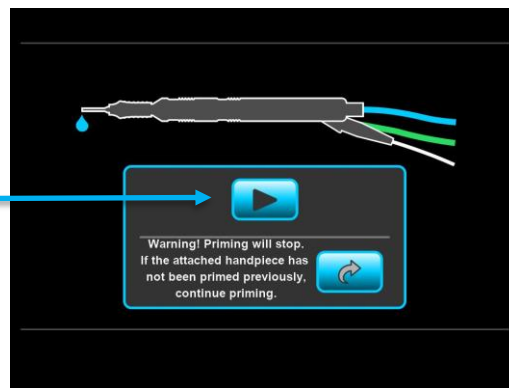 Warning! Priming will stop.
If the attached handpiece has
not been primed previously,
continue priming.